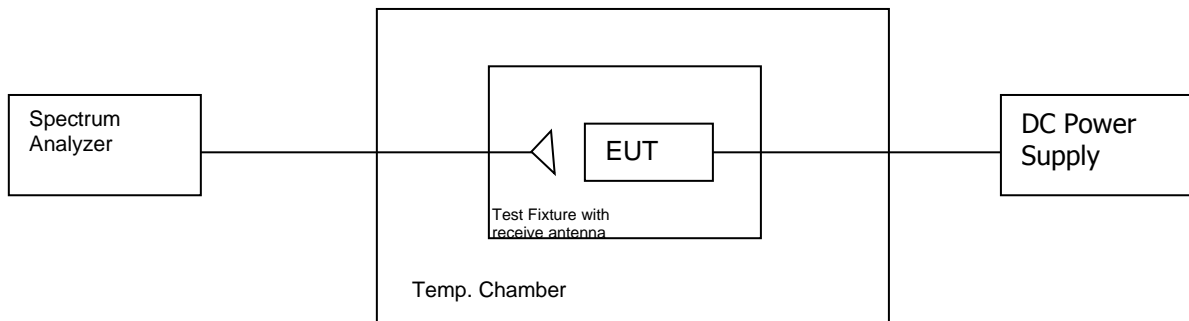 Spectrum
Analyzer
EUT
DC Power
Supply
Test Fixture with
receive antenna
Temp. Chamber